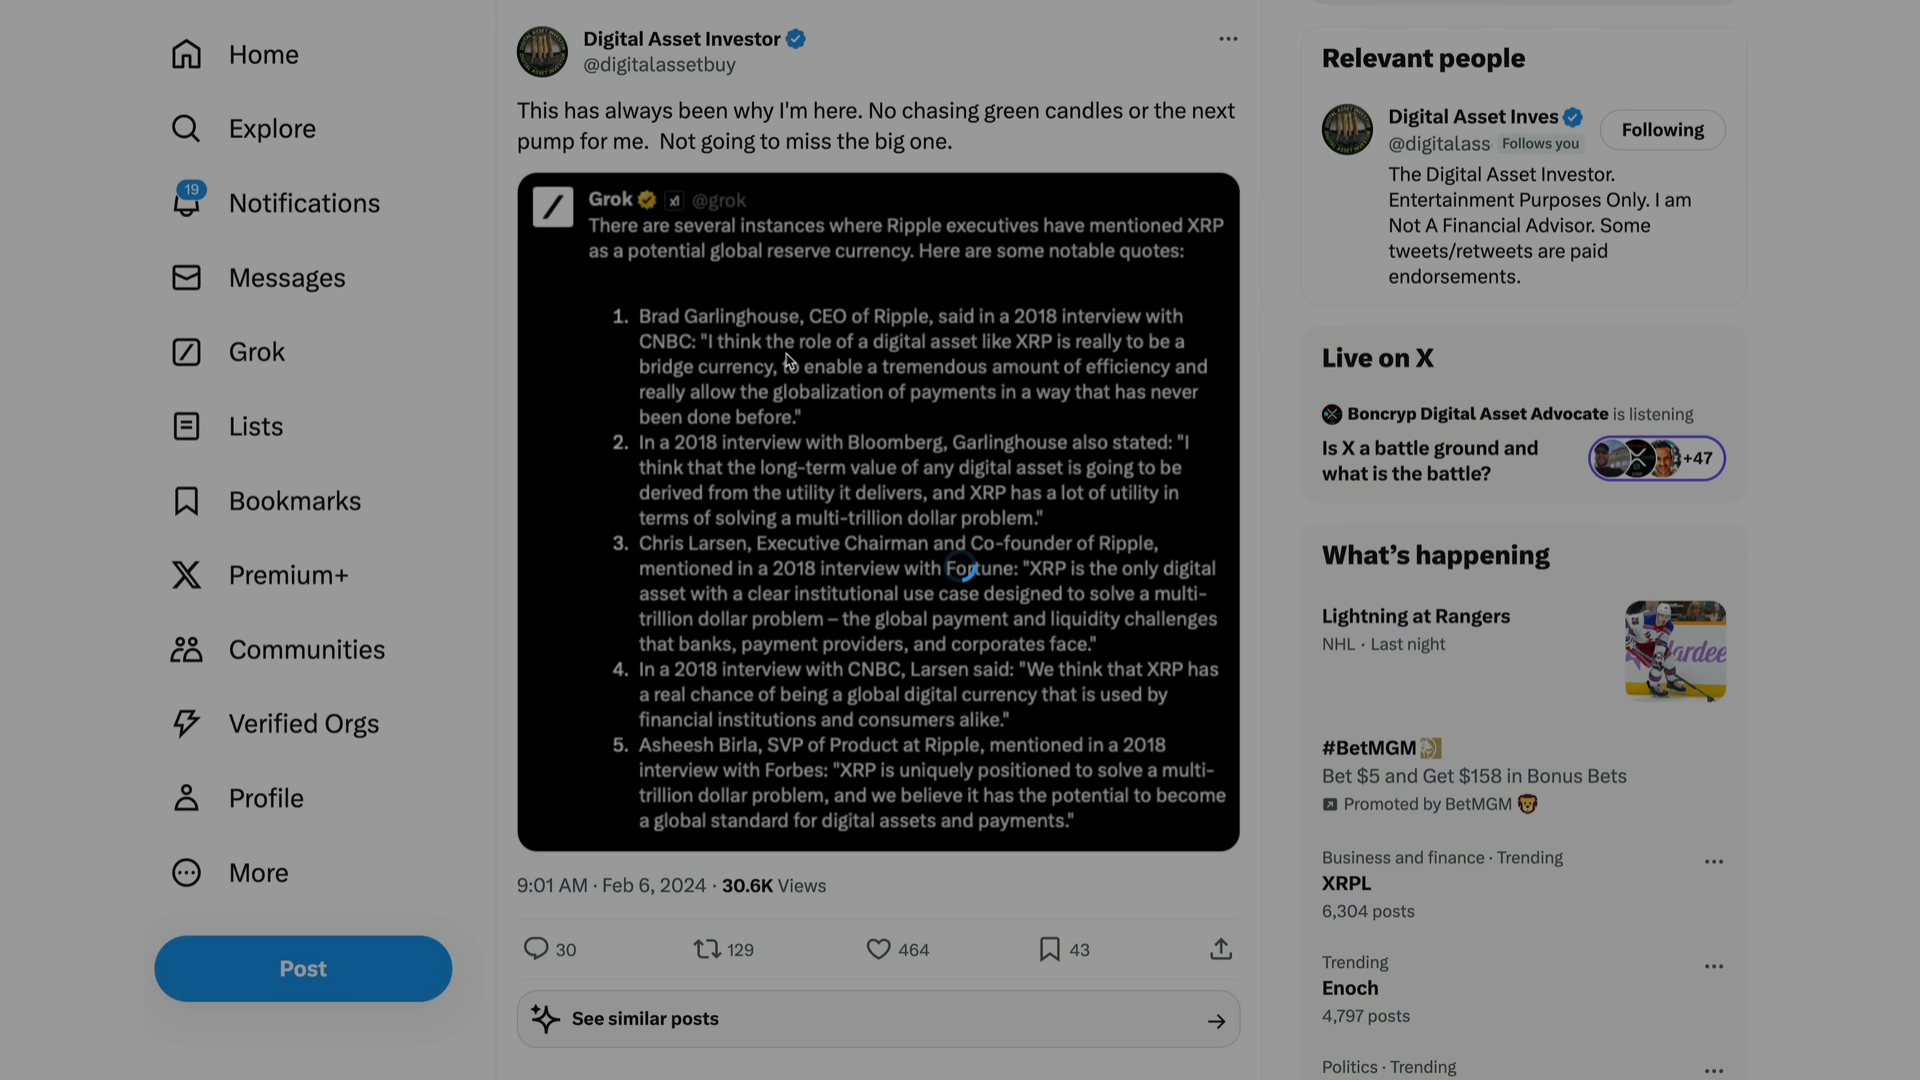 Home
Explore
19
Notifications
Messages
Grok
Lists
Bookmarks
Premium+
Communities
Verified Orgs
Profile
More
Post
Digital Asset Investor
@digitalassetbuy
This has always been why I'm here. No chasing green candles or the next
pump for me.  Not going to miss the big one.
Grok @grok
There are several instances where Ripple executives have mentioned XRP
as a potential global reserve currency. Here are some notable quotes:
1. Brad Garlinghouse, CEO of Ripple, said in a 2018 interview with
CNBC: "I think the role of a digital asset like XRP is really to be a
bridge currency, to enable a tremendous amount of efficiency and
really allow the globalization of payments in a way that has never
been done before."
2. In a 2018 interview with Bloomberg, Garlinghouse also stated: "I
think that the long-term value of any digital asset is going to be
derived from the utility it delivers, and XRP has a lot of utility in
terms of solving a multi-trillion dollar problem."
3. Chris Larsen, Executive Chairman and Co-founder of Ripple,
mentioned in a 2018 interview with Fortune: "XRP is the only digital
asset with a clear institutional use case designed to solve a multi-
trillion dollar problem – the global payment and liquidity challenges
that banks, payment providers, and corporates face."
4. In a 2018 interview with CNBC, Larsen said: "We think that XRP has
a real chance of being a global digital currency that is used by
financial institutions and consumers alike."
5. Asheesh Birla, SVP of Product at Ripple, mentioned in a 2018
interview with Forbes: "XRP is uniquely positioned to solve a multi-
trillion dollar problem, and we believe it has the potential to become
a global standard for digital assets and payments."
9:01 AM · Feb 6, 2024 · 30.6K Views
30 129 464 43
See similar posts
Relevant people
Digital Asset Inves
@digitalass Follows you
Following
The Digital Asset Investor.
Entertainment Purposes Only. I am
Not A Financial Advisor. Some
tweets/retweets are paid
endorsements.
Live on X
Boncryp Digital Asset Advocate is listening
Is X a battle ground and
what is the battle?
+47
What's happening
Lightning at Rangers
NHL · Last night
ardee
#BetMGM
Bet $5 and Get $158 in Bonus Bets
Promoted by BetMGM
Business and finance · Trending
XRPL
6,304 posts
Trending
Enoch
4,797 posts
Politics · Trending